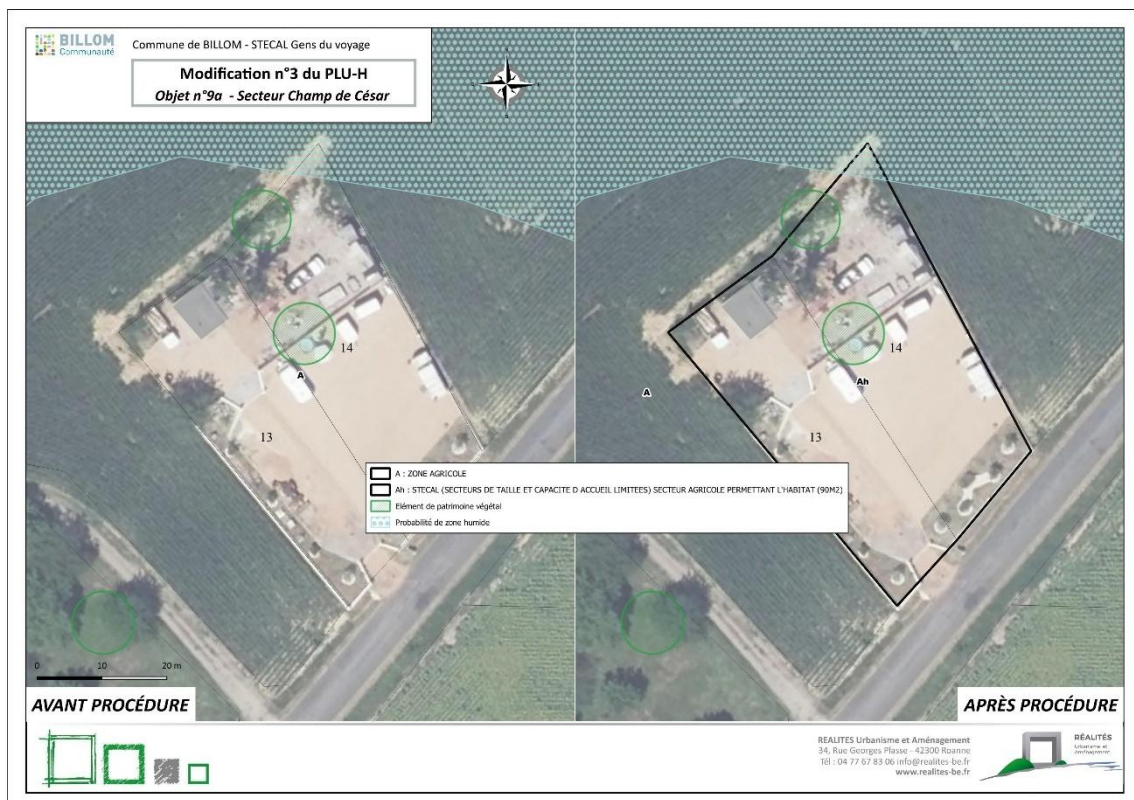 BILLOM
Communauté
Commune de BILLOM - STECAL Gens du voyage
Modification n°3 du PLU-H
Objet n°9a - Secteur Champ de César
14
A
13
14
Ah
A
13
A : ZONE AGRICOLE
Ah : STECAL (SECTEURS DE TAILLE ET CAPACITE D ACCUEIL LIMITEES) SECTEUR AGRICOLE PERMETTANT L'HABITAT (90M2)
Elément de patrimoine végétal
Probabilité de zone humide
0 10 20 m
AVANT PROCÉDURE
APRÈS PROCÉDURE
REALITES Urbanisme et Aménagement
34, Rue Georges Plasse - 42300 Roanne
Tél : 04 77 67 83 06 info@realites-be.fr
www.realites-be.fr
RÉALITÉS
Urbanisme et
Aménagement